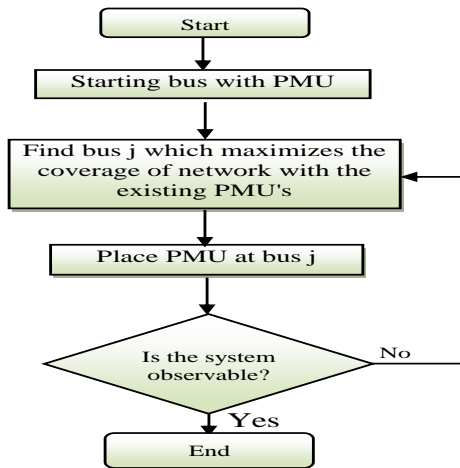 Start
Starting bus with PMU
Find bus j which maximizes the
coverage of network with the
existing PMU's
Place PMU at bus j
Is the system
observable?
No
Yes
End